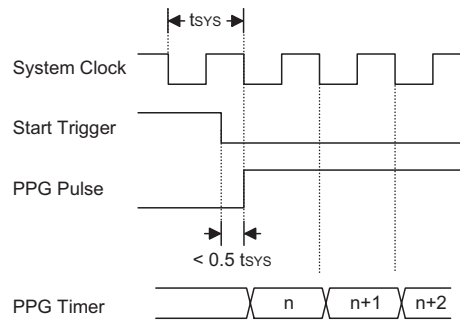 tSYS
System Clock
Start Trigger
PPG Pulse
< 0.5 tSYS
PPG Timer n n+1 n+2